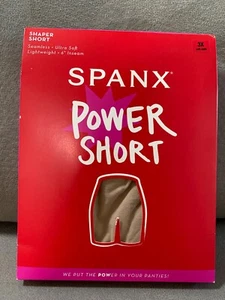 SHAPER
SHORT
Seamless • Ultra Soft
Lightweight • 4" Inseam
SPANX®
POWER
SHORT
WE PUT THE POWER IN YOUR PANTIES!